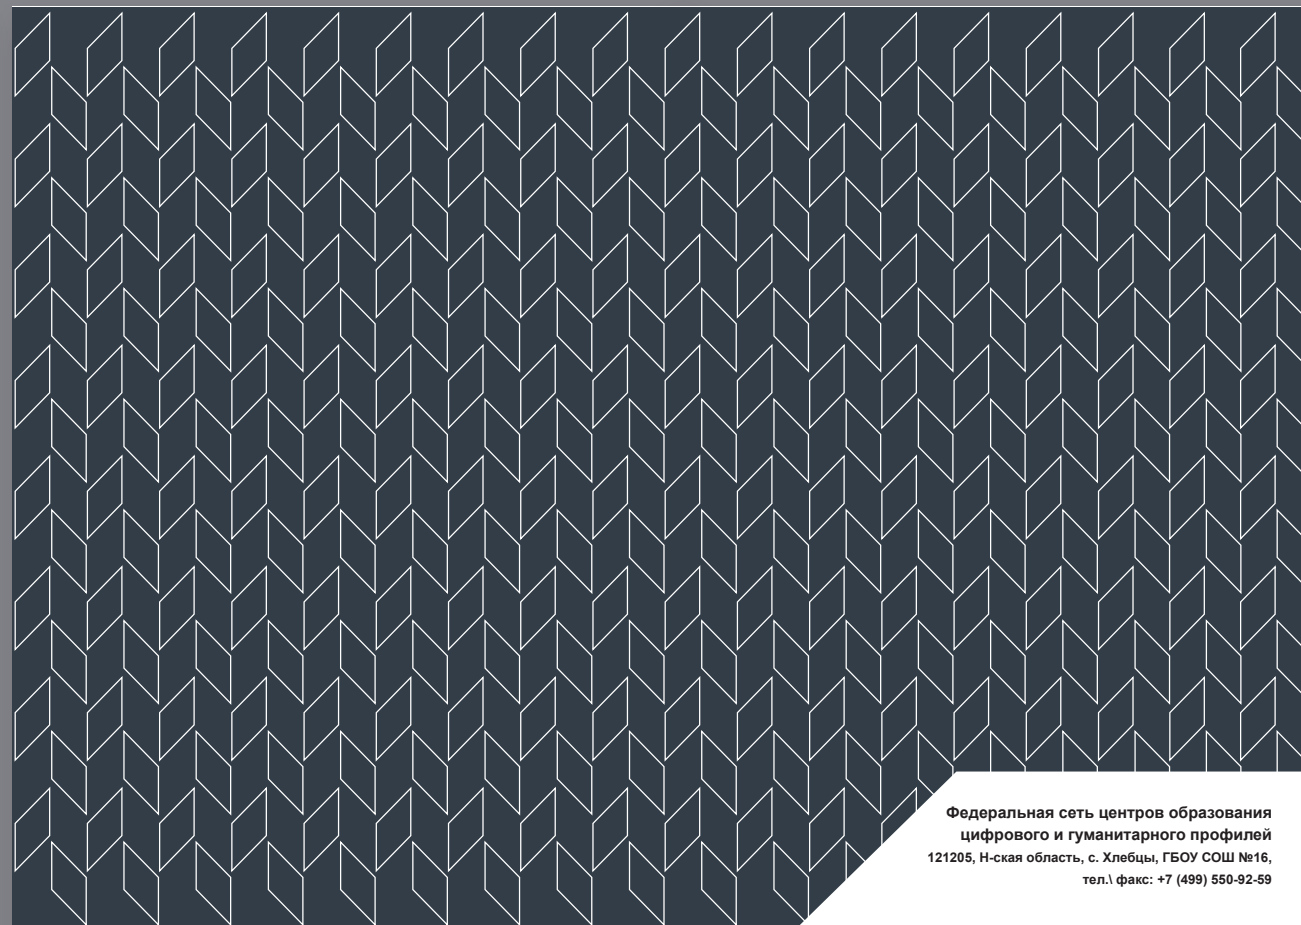 Федеральная сеть центров образования
цифрового и гуманитарного профилей
121205, Н-ская область, с. Хлебцы, ГБОУ СОШ №16,
тел.\ факс: +7 (499) 550-92-59